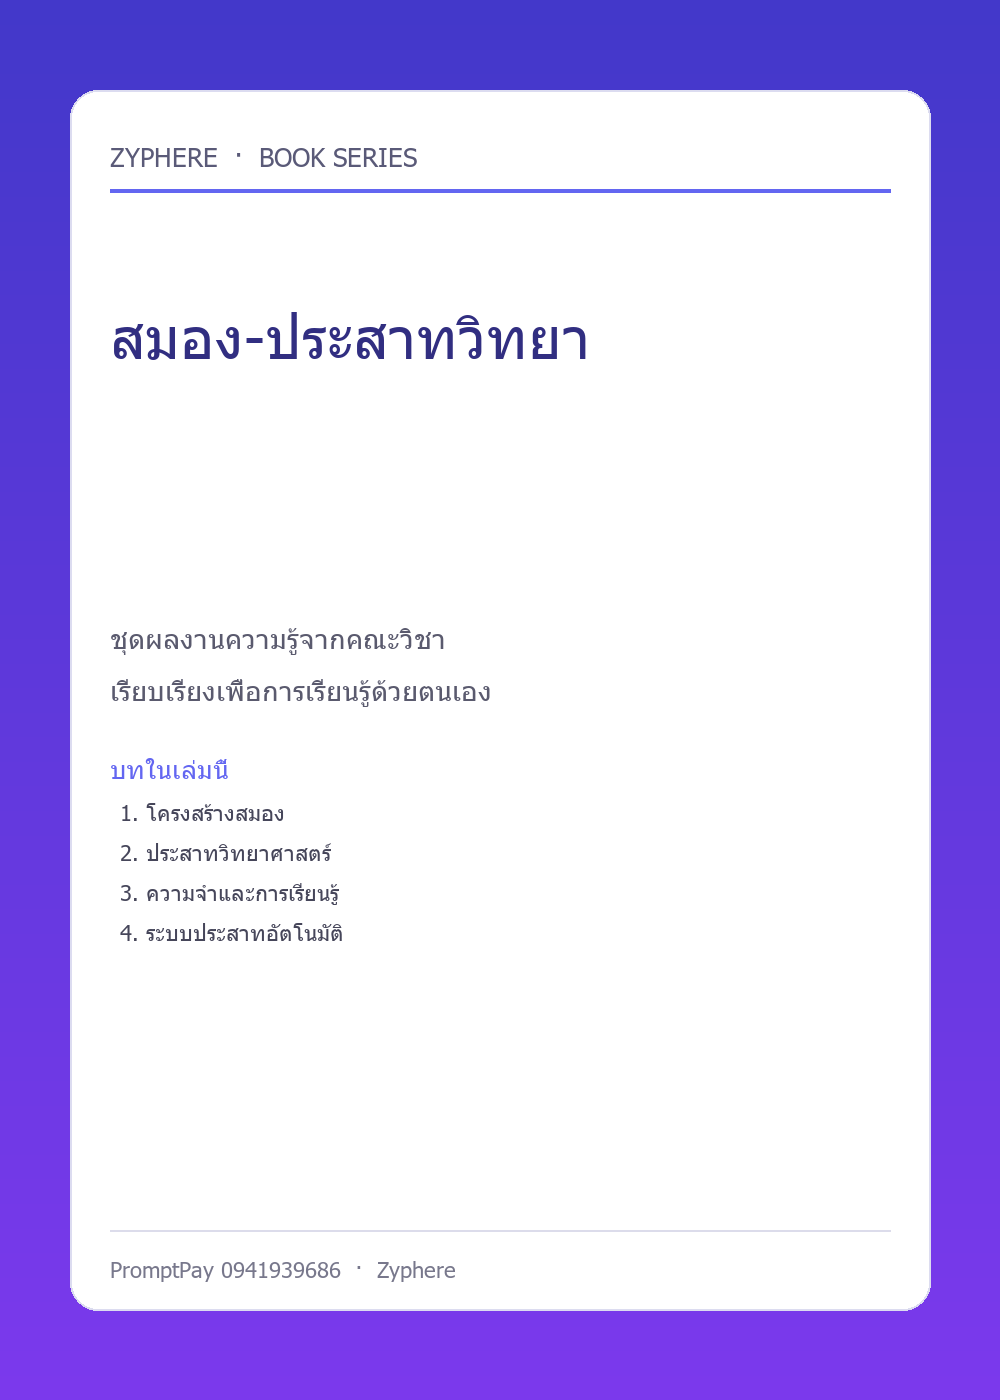 ZYPHERE · BOOK SERIES
สมอง-ประสาทวิทยา
ชุดผลงานความรู้จากคณะวิชา
เรียบเรียงเพื่อการเรียนรู้ด้วยตนเอง
บทในเล่มนี้
1. โครงสร้างสมอง
2. ประสาทวิทยาศาสตร์
3. ความจำและการเรียนรู้
4. ระบบประสาทอัตโนมัติ
PromptPay 0941939686 · Zyphere